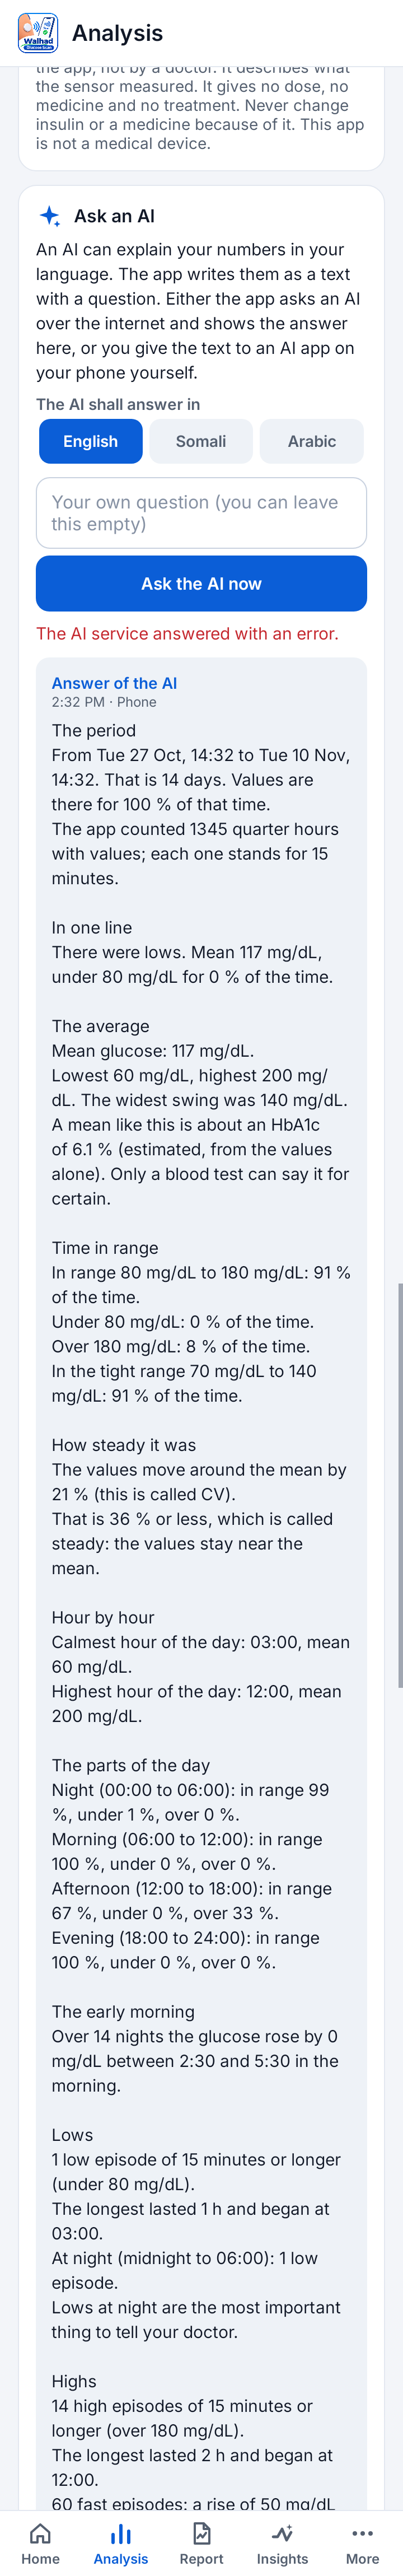 Walhad
Discover Scan
Analysis
the app, not by a doctor. It describes what
the sensor measured. It gives no dose, no
medicine and no treatment. Never change
insulin or a medicine because of it. This app
is not a medical device.
Ask an AI
An AI can explain your numbers in your
language. The app writes them as a text
with a question. Either the app asks an AI
over the internet and shows the answer
here, or you give the text to an AI app on
your phone yourself.
The AI shall answer in
English
Somali
Arabic
Your own question (you can leave
this empty)
Ask the AI now
The AI service answered with an error.
Answer of the AI
2:32 PM · Phone
The period
From Tue 27 Oct, 14:32 to Tue 10 Nov,
14:32. That is 14 days. Values are
there for 100 % of that time.
The app counted 1345 quarter hours
with values; each one stands for 15
minutes.
In one line
There were lows. Mean 117 mg/dL,
under 80 mg/dL for 0 % of the time.
The average
Mean glucose: 117 mg/dL.
Lowest 60 mg/dL, highest 200 mg/
dL. The widest swing was 140 mg/dL.
A mean like this is about an HbA1c
of 6.1 % (estimated, from the values
alone). Only a blood test can say it for
certain.
Time in range
In range 80 mg/dL to 180 mg/dL: 91 %
of the time.
Under 80 mg/dL: 0 % of the time.
Over 180 mg/dL: 8 % of the time.
In the tight range 70 mg/dL to 140
mg/dL: 91 % of the time.
How steady it was
The values move around the mean by
21 % (this is called CV).
That is 36 % or less, which is called
steady: the values stay near the
mean.
Hour by hour
Calmest hour of the day: 03:00, mean
60 mg/dL.
Highest hour of the day: 12:00, mean
200 mg/dL.
The parts of the day
Night (00:00 to 06:00): in range 99
%, under 1 %, over 0 %.
Morning (06:00 to 12:00): in range
100 %, under 0 %, over 0 %.
Afternoon (12:00 to 18:00): in range
67 %, under 0 %, over 33 %.
Evening (18:00 to 24:00): in range
100 %, under 0 %, over 0 %.
The early morning
Over 14 nights the glucose rose by 0
mg/dL between 2:30 and 5:30 in the
morning.
Lows
1 low episode of 15 minutes or longer
(under 80 mg/dL).
The longest lasted 1 h and began at
03:00.
At night (midnight to 06:00): 1 low
episode.
Lows at night are the most important
thing to tell your doctor.
Highs
14 high episodes of 15 minutes or
longer (over 180 mg/dL).
The longest lasted 2 h and began at
12:00.
60 fast episodes: a rise of 50 mg/dL
Home
Analysis
Report
Insights
More